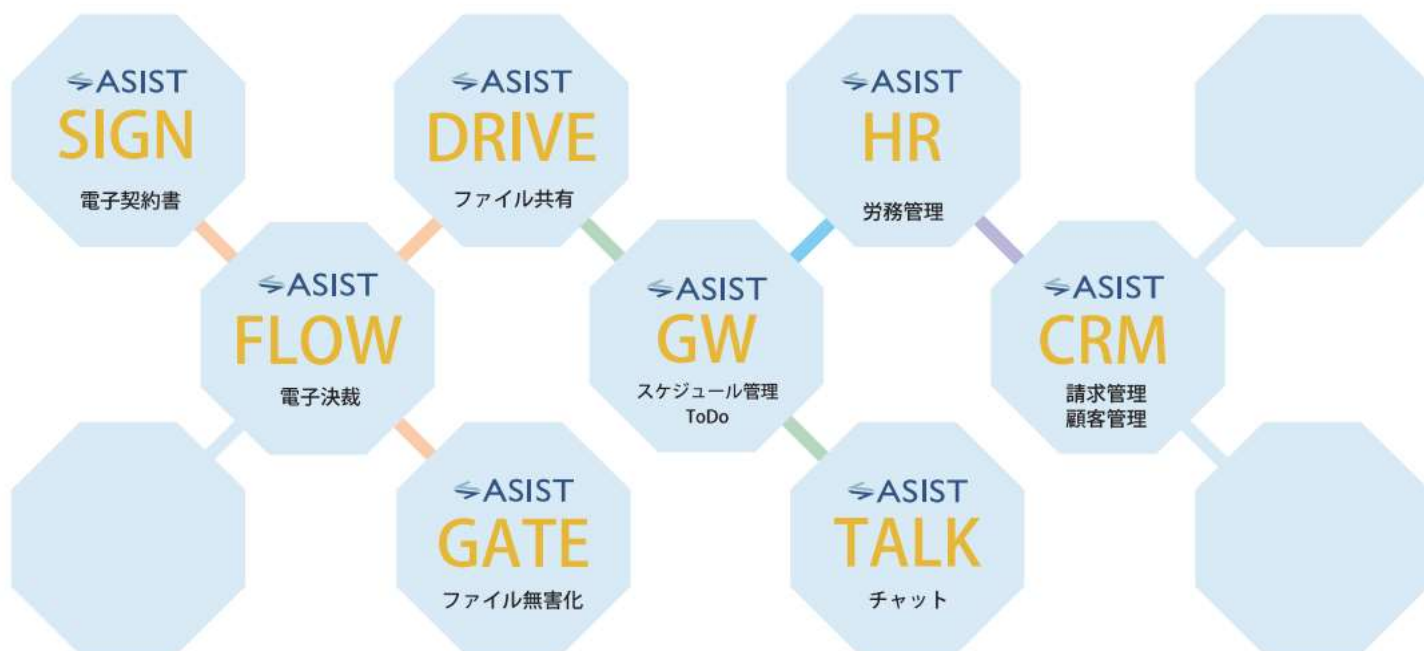 ASIST
SIGN
電子契約書
ASIST
DRIVE
ファイル共有
ASIST
HR
労務管理
ASIST
FLOW
電子決裁
ASIST
GW
スケジュール管理
ToDo
ASIST
CRM
請求管理
顧客管理
ASIST
GATE
ファイル無害化
ASIST
TALK
チャット